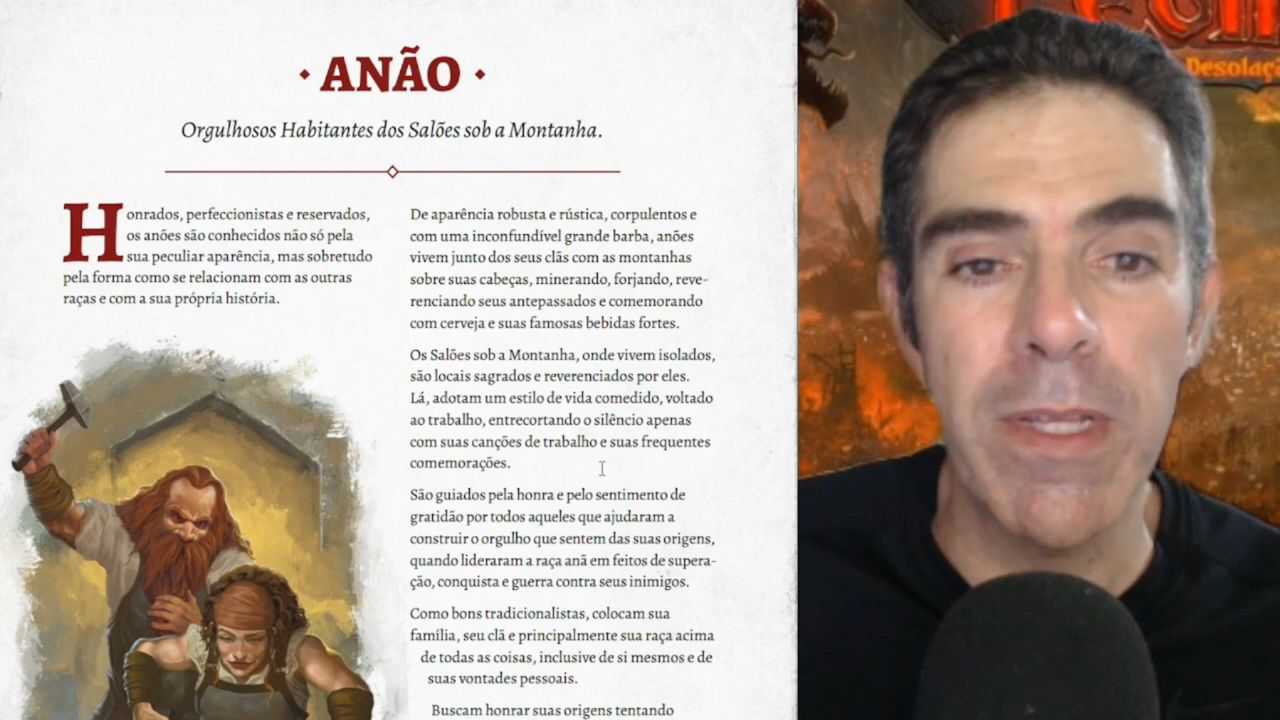 · ANÃO ·
Orgulhosos Habitantes dos Salões sob a Montanha.
Honrados, perfeccionistas e reservados,
os anões são conhecidos não só pela
sua peculiar aparência, mas sobretudo
pela forma como se relacionam com as outras
raças e com a sua própria história.
De aparência robusta e rústica, corpulentos e
com uma inconfundível grande barba, anões
vivem junto dos seus clãs com as montanhas
sobre suas cabeças, minerando, forjando, reve-
renciando seus antepassados e comemorando
com cerveja e suas famosas bebidas fortes.
Os Salões sob a Montanha, onde vivem isolados,
são locais sagrados e reverenciados por eles.
Lá, adotam um estilo de vida comedido, voltado
ao trabalho, entrecortando o silêncio apenas
com suas canções de trabalho e suas frequentes
comemorações.
São guiados pela honra e pelo sentimento de
gratidão por todos aqueles que ajudaram a
construir o orgulho que sentem das suas origens,
quando lideraram a raça anã em feitos de supera-
ção, conquista e guerra contra seus inimigos.
Como bons tradicionalistas, colocam sua
família, seu clã e principalmente sua raça acima
de todas as coisas, inclusive de si mesmos e de
suas vontades pessoais.
Buscam honrar suas origens tentando